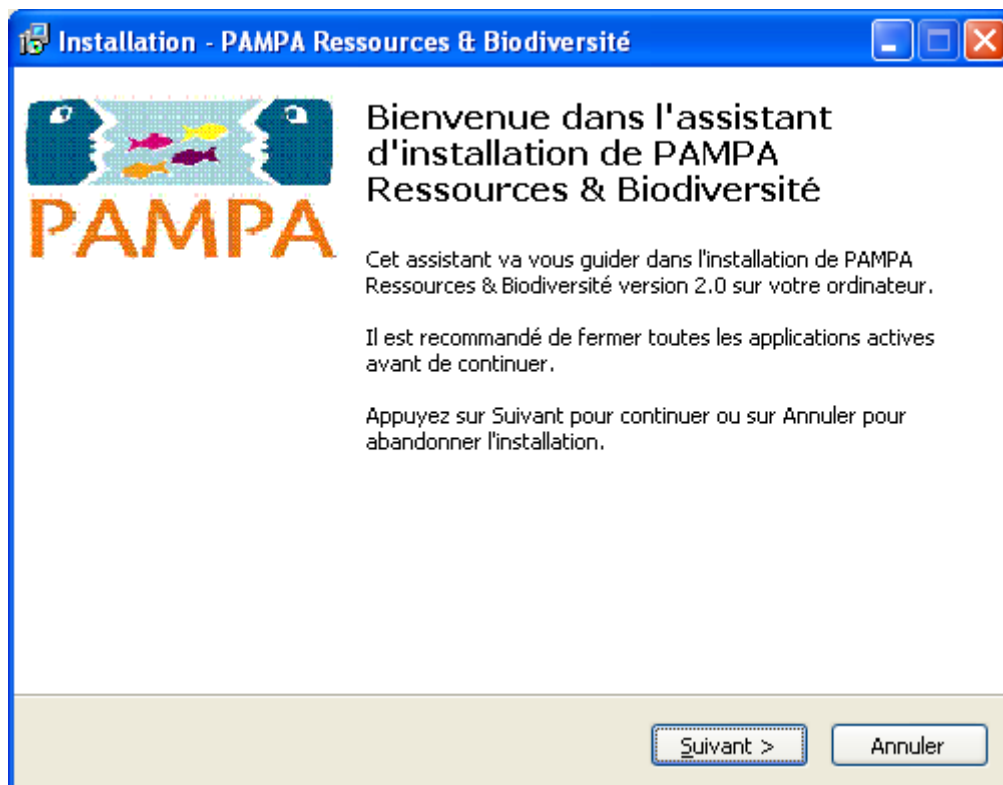 Installation - PAMPA Ressources & Biodiversité
PAMPA
Bienvenue dans l'assistant
d'installation de PAMPA
Ressources & Biodiversité
Cet assistant va vous guider dans l'installation de PAMPA
Ressources & Biodiversité version 2.0 sur votre ordinateur.
Il est recommandé de fermer toutes les applications actives
avant de continuer.
Appuyez sur Suivant pour continuer ou sur Annuler pour
abandonner l'installation.
Suivant >
Annuler